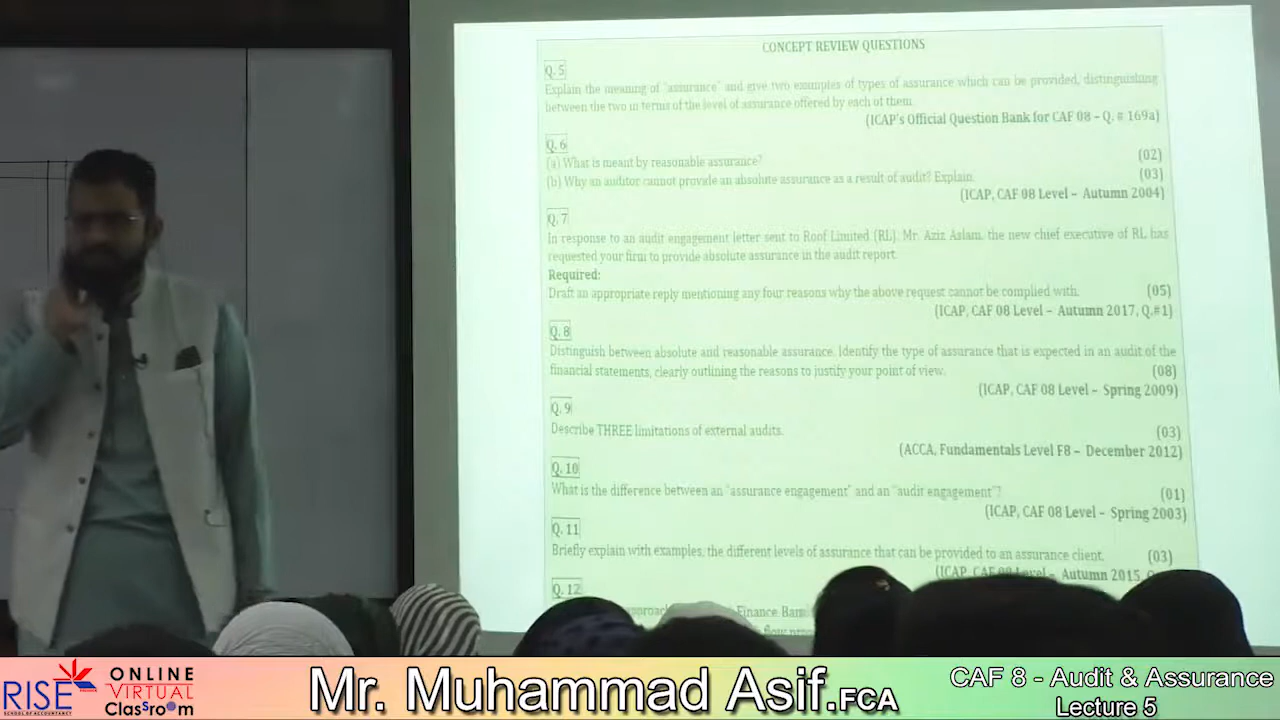 CONCEPT REVIEW QUESTIONS
Q. 5
Explain the meaning of "assurance" and give two examples of types of assurance which can be provided, distinguishing
between the two in terms of the level of assurance offered by each of them.
(ICAP's Official Question Bank for CAF 08 – Q. # 169a)
Q. 6
(a) What is meant by reasonable assurance? (02)
(b) Why an auditor cannot provide an absolute assurance as a result of audit? Explain. (03)
(ICAP, CAF 08 Level – Autumn 2004)
Q. 7
In response to an audit engagement letter sent to Roof Limited (RL), Mr. Aziz Aslam, the new chief executive of RL has
requested your firm to provide absolute assurance in the audit report.
Required:
Draft an appropriate reply mentioning any four reasons why the above request cannot be complied with. (05)
(ICAP, CAF 08 Level – Autumn 2017, Q.#1)
Q. 8
Distinguish between absolute and reasonable assurance. Identify the type of assurance that is expected in an audit of the
financial statements, clearly outlining the reasons to justify your point of view. (08)
(ICAP, CAF 08 Level – Spring 2009)
Q. 9
Describe THREE limitations of external audits. (03)
(ACCA, Fundamentals Level F8 – December 2012)
Q. 10
What is the difference between an "assurance engagement" and an "audit engagement"? (01)
(ICAP, CAF 08 Level – Spring 2003)
Q. 11
Briefly explain with examples, the different levels of assurance that can be provided to an assurance client. (03)
(ICAP, CAF 08 Level – Autumn 2015,
Q. 12
Finance
flow
RISE
SCHOOL OF ACCOUNTANCY
ONLINE
VIRTUAL
ClassroOm
Mr. Muhammad Asif.FCA
CAF 8 - Audit & Assurance
Lecture 5